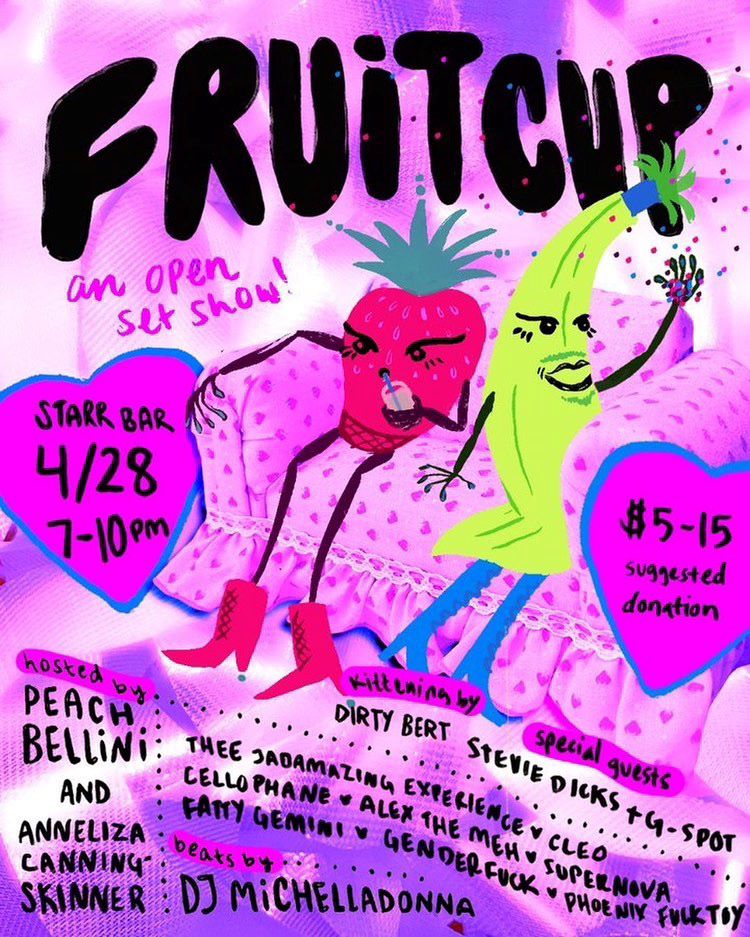 FRUiTCUP
an open
set show!
STARR BAR
4/28
7-10pm
$5-15
suggested
donation
hosted by
PEACH
BELLiNi
AND
ANNELIZA
CANNING-
SKINNER
kittening by
DiRTY BERT
special guests
STEVIE DICKS + G-SPOT
THEE JADAMAZING EXPERIENCE ♥ CLEO
CELLOPHANE ♥ ALEX THE MEH ♥ SUPERNOVA
FATTY GEMINI ♥ GENDERFUCK ♥ PHOENIX FUCKTOY
beats by
DJ MiCHELLADONNA